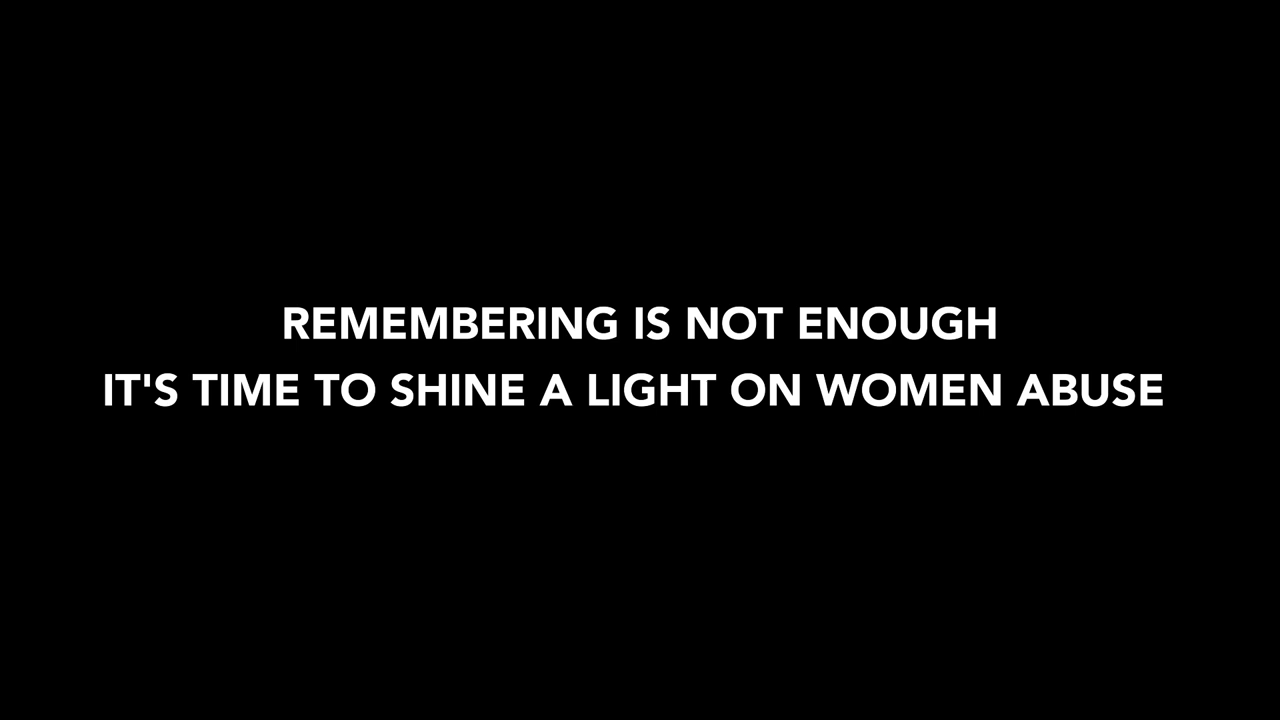 REMEMBERING IS NOT ENOUGH
IT'S TIME TO SHINE A LIGHT ON WOMEN ABUSE